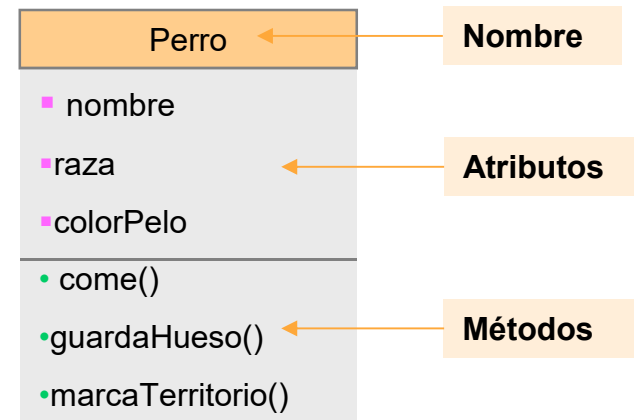 Perro
Nombre
▪ nombre
▪raza
▪colorPelo
Atributos
• come()
•guardaHueso()
•marcaTerritorio()
Métodos